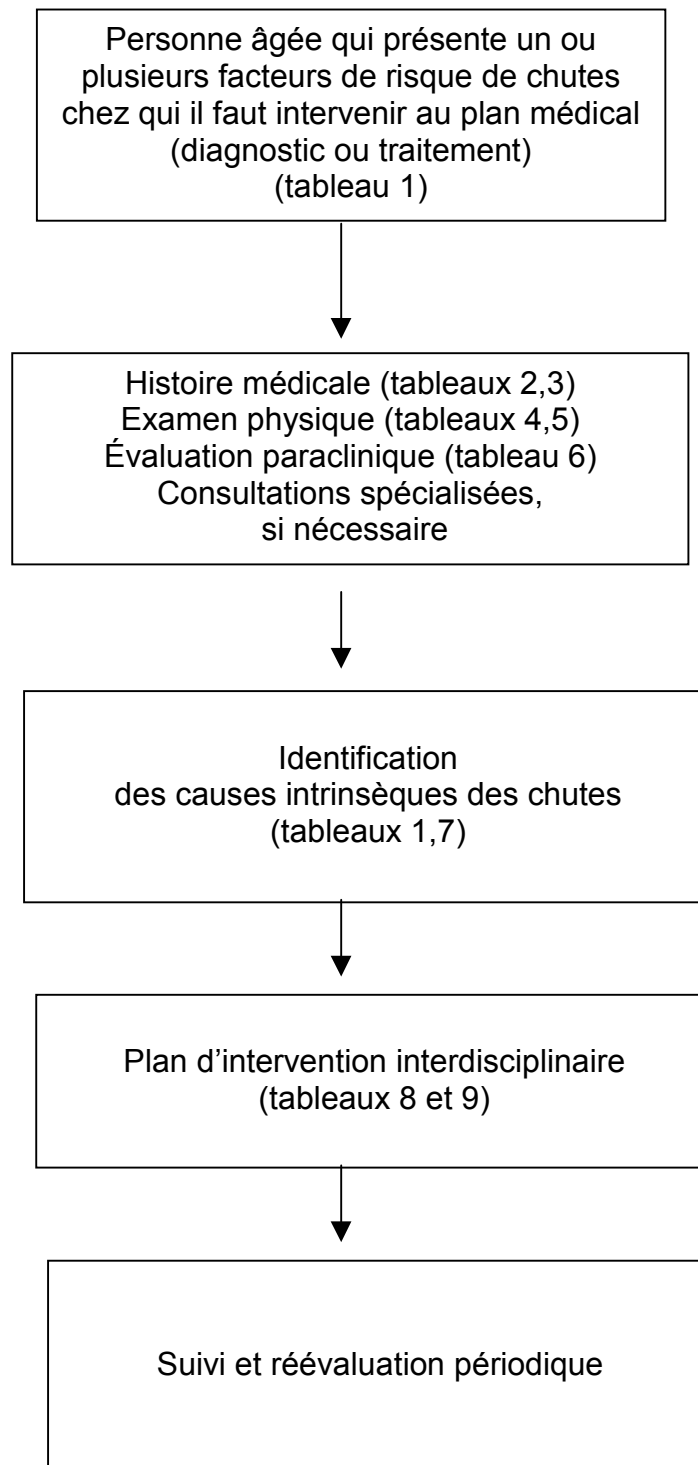 Personne âgée qui présente un ou
plusieurs facteurs de risque de chutes
chez qui il faut intervenir au plan médical
(diagnostic ou traitement)
(tableau 1)
Histoire médicale (tableaux 2,3)
Examen physique (tableaux 4,5)
Évaluation paraclinique (tableau 6)
Consultations spécialisées,
si nécessaire
Identification
des causes intrinsèques des chutes
(tableaux 1,7)
Plan d’intervention interdisciplinaire
(tableaux 8 et 9)
Suivi et réévaluation périodique